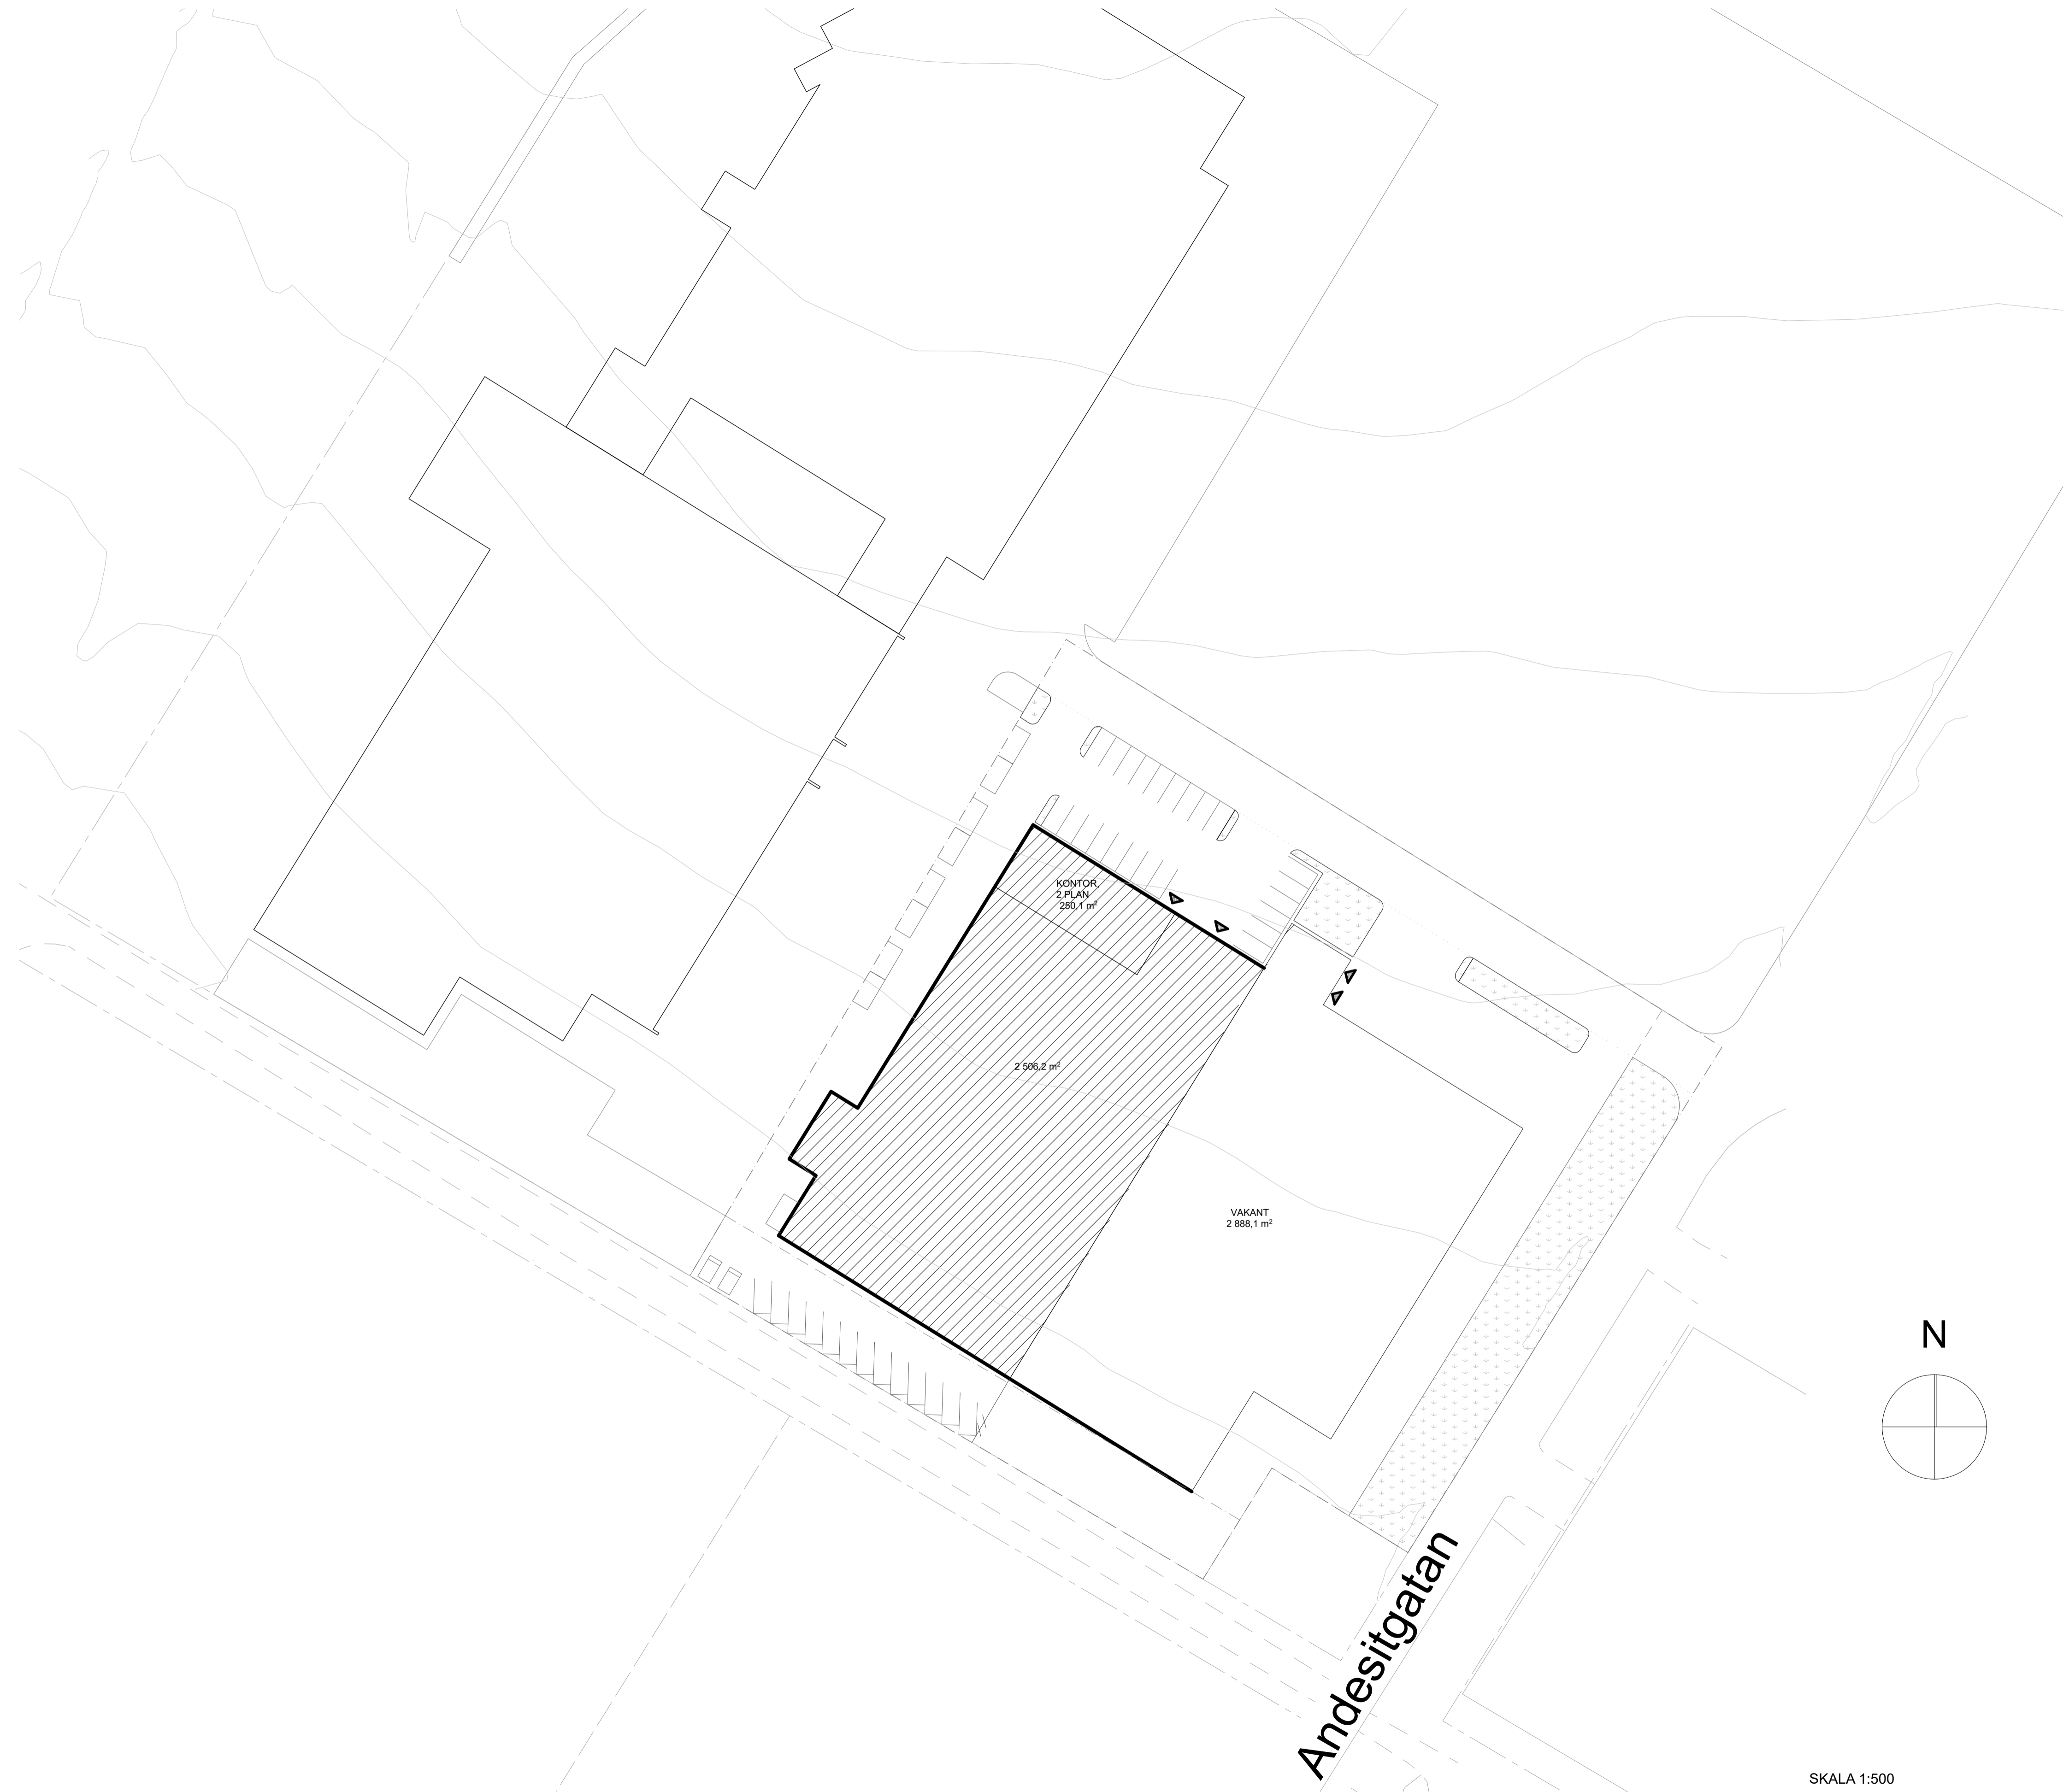 KONTOR,
2 PLAN
250,1 m²
2 506,2 m²
VAKANT
2 888,1 m²
N
Andesitgatan
SKALA 1:500